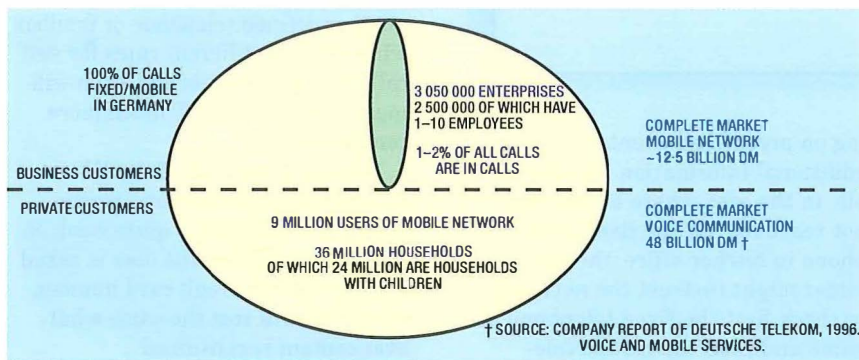 100% OF CALLS
FIXED/MOBILE
IN GERMANY
3 050 000 ENTERPRISES
2 500 000 OF WHICH HAVE
1–10 EMPLOYEES
1–2% OF ALL CALLS
ARE IN CALLS
COMPLETE MARKET
MOBILE NETWORK
~12·5 BILLION DM
BUSINESS CUSTOMERS
PRIVATE CUSTOMERS
9 MILLION USERS OF MOBILE NETWORK
36 MILLION HOUSEHOLDS
OF WHICH 24 MILLION ARE HOUSEHOLDS
WITH CHILDREN
COMPLETE MARKET
VOICE COMMUNICATION
48 BILLION DM †
† SOURCE: COMPANY REPORT OF DEUTSCHE TELEKOM, 1996.
VOICE AND MOBILE SERVICES.